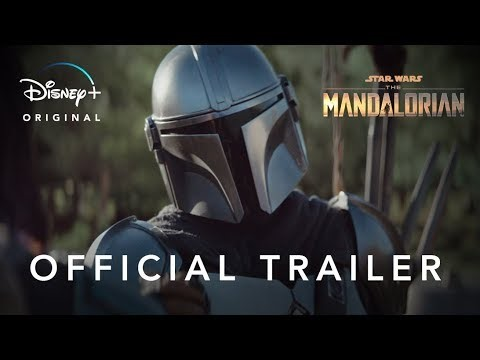 Disney+
ORIGINAL
STAR WARS
THE
MANDALORIAN
OFFICIAL TRAILER